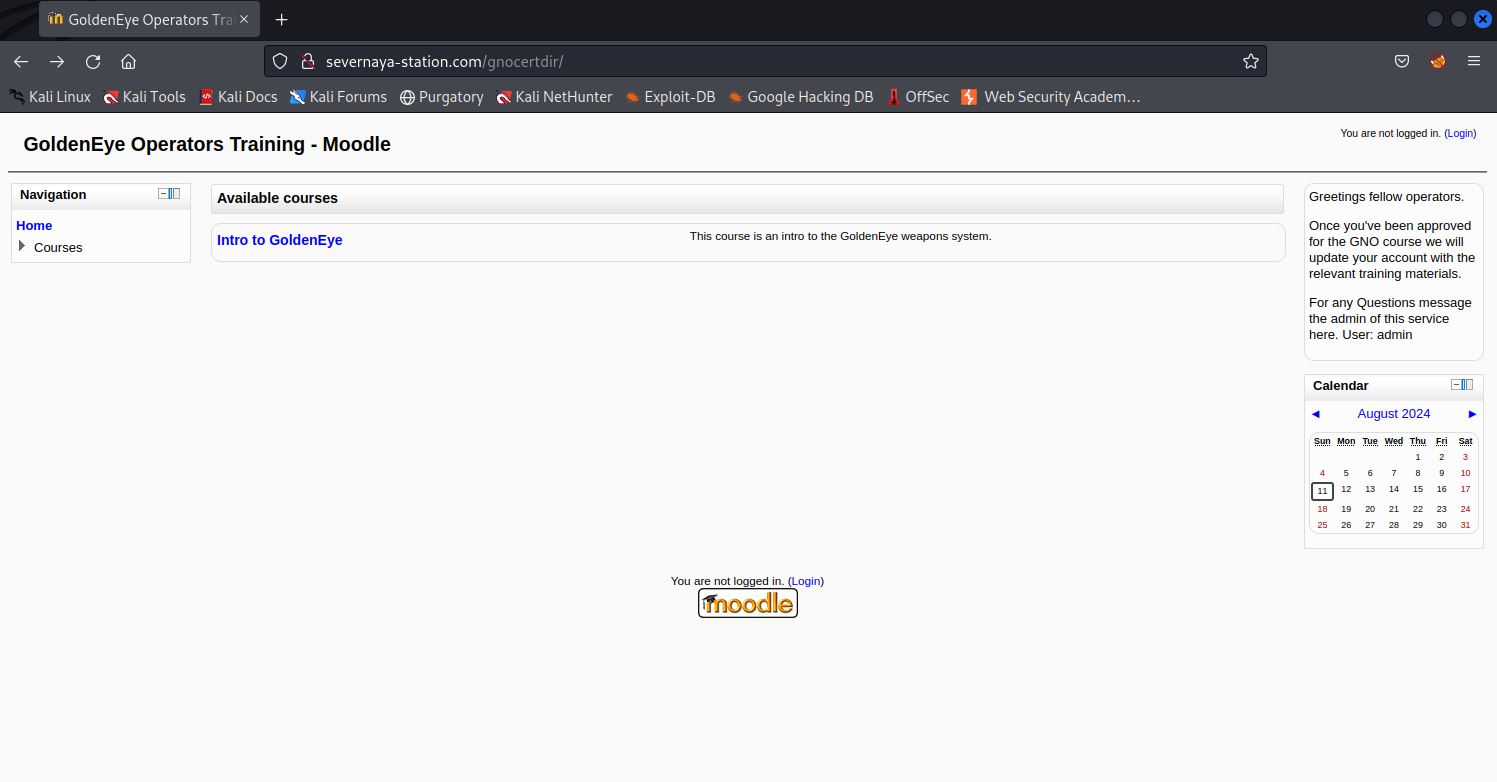 GoldenEye Operators Tra
severnaya-station.com/gnocertdir/
Kali Linux Kali Tools Kali Docs Kali Forums Purgatory Kali NetHunter Exploit-DB Google Hacking DB OffSec Web Security Academ…
GoldenEye Operators Training - Moodle
You are not logged in. (Login)
Navigation
Home
Courses
Available courses
Intro to GoldenEye
This course is an intro to the GoldenEye weapons system.
Greetings fellow operators.
Once you've been approved
for the GNO course we will
update your account with the
relevant training materials.
For any Questions message
the admin of this service
here. User: admin
Calendar
◄ August 2024 ►
Sun Mon Tue Wed Thu Fri Sat
1 2 3
4 5 6 7 8 9 10
11 12 13 14 15 16 17
18 19 20 21 22 23 24
25 26 27 28 29 30 31
You are not logged in. (Login)
moodle